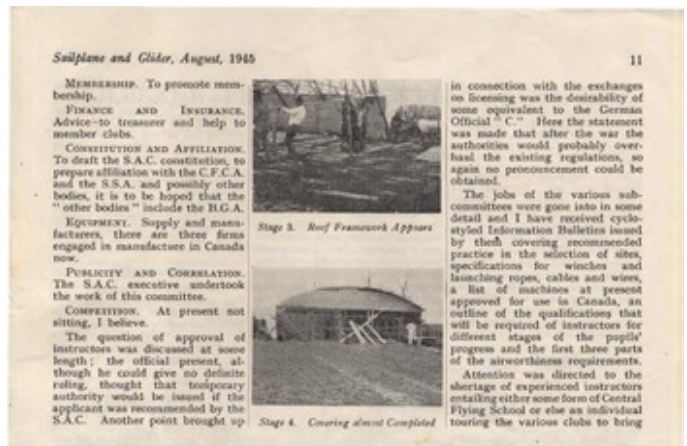 Sailplane and Glider, August, 1945
11
MEMBERSHIP. To promote mem-
bership.
FINANCE AND INSURANCE.
Advice-to treasurer and help to
member clubs.
CONSTITUTION AND AFFILIATION.
To draft the S.A.C. constitution, to
prepare affiliation with the C.F.C.A.
and the S.S.A. and possibly other
bodies, it is to be hoped that the
" other bodies " include the B.G.A.
EQUIPMENT. Supply and manu-
facturers, there are three firms
engaged in manufacture in Canada
now.
PUBLICITY AND CORRELATION.
The S.A.C. executive undertook
the work of this committee.
COMPETITION. At present not
sitting, I believe.
The question of approval of
instructors was discussed at some
length ; the official present, al-
though he could give no definite
ruling, thought that temporary
authority would be issued if the
applicant was recommended by the
S.A.C. Another point brought up
Stage 3. Roof Framework Appears
Stage 4. Covering almost Completed
in connection with the exchanges
on licensing was the desirability of
some equivalent to the German
Official " C." Here the statement
was made that after the war the
authorities would probably over-
haul the existing regulations, so
again no pronouncement could be
obtained.
The jobs of the various sub-
committees were gone into in some
detail and I have received cyclo-
styled Information Bulletins issued
by them covering recommended
practice in the selection of sites,
specifications for winches and
launching ropes, cables and wires,
a list of machines at present
approved for use in Canada, an
outline of the qualifications that
will be required of instructors for
different stages of the pupils'
progress and the first three parts
of the airworthiness requirements.
Attention was directed to the
shortage of experienced instructors
entailing either some form of Central
Flying School or else an individual
touring the various clubs to bring